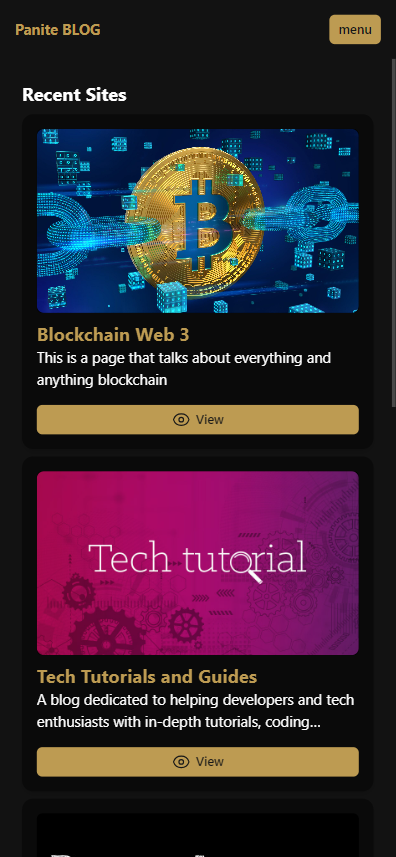 Panite BLOG
menu
Recent Sites
Blockchain Web 3
This is a page that talks about everything and
anything blockchain
View
Tech tutorial
Tech Tutorials and Guides
A blog dedicated to helping developers and tech
enthusiasts with in-depth tutorials, coding...
View